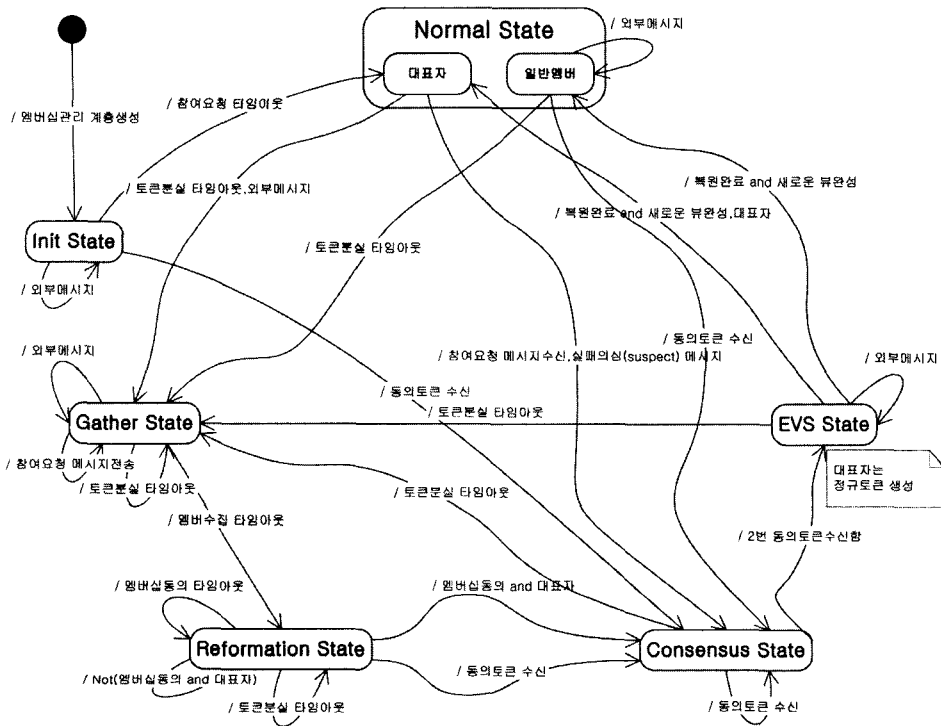 Normal State
/ 외부메시지
대표자
일반멤버
/ 참여요청 타임아웃
/ 멤버십관리 계층생성
/ 토큰분실 타임아웃,외부메시지
/ 복원완료 and 새로운 뷰완성
/ 복원완료 and 새로운 뷰완성,대표자
Init State
/ 토큰분실 타임아웃
/ 외부메시지
/ 동의토큰 수신
/ 외부메시지
/ 참여요청 메시지수신,실패의심(suspect) 메시지
/ 외부메시지
/ 동의토큰 수신
/ 토큰분실 타임아웃
Gather State
EVS State
/ 참여요청 메시지전송
/ 토큰분실 타임아웃
/ 토큰분실 타임아웃
대표자는
정규토큰 생성
/ 멤버수집 타임아웃
/ 2번 동의토큰수신함
/ 멤버십동의 타임아웃
/ 멤버십동의 and 대표자
Reformation State
Consensus State
/ Not(멤버십동의 and 대표자)
/ 동의토큰 수신
/ 토큰분실 타임아웃
/ 동의토큰 수신